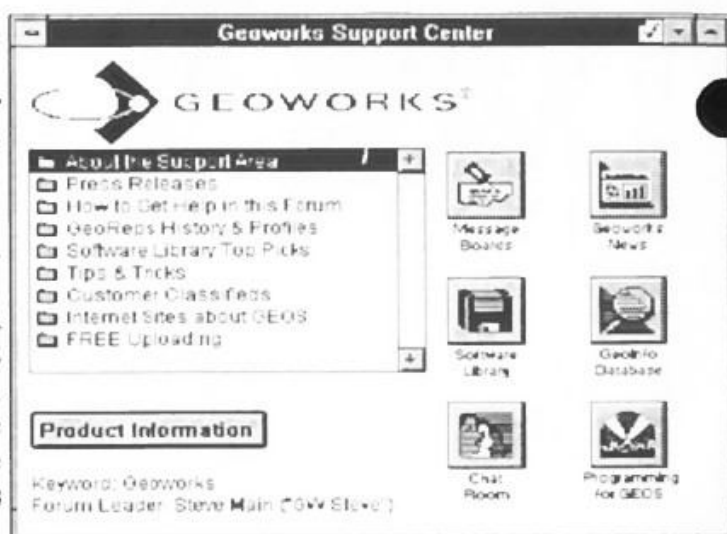 Geoworks Support Center
GEOWORKS®
About the Support Area
Press Releases
How to Get Help in this Forum
GeoReps History & Profiles
Software Library Top Picks
Tips & Tricks
Customer Classifieds
Internet Sites about GEOS
FREE Uploading
Message
Boards
Geoworks
News
Software
Library
GeoInfo
Database
Product Information
Chat
Room
Programming
for GEOS
Keyword: Geoworks
Forum Leader: Steve Main ("GW Steve")